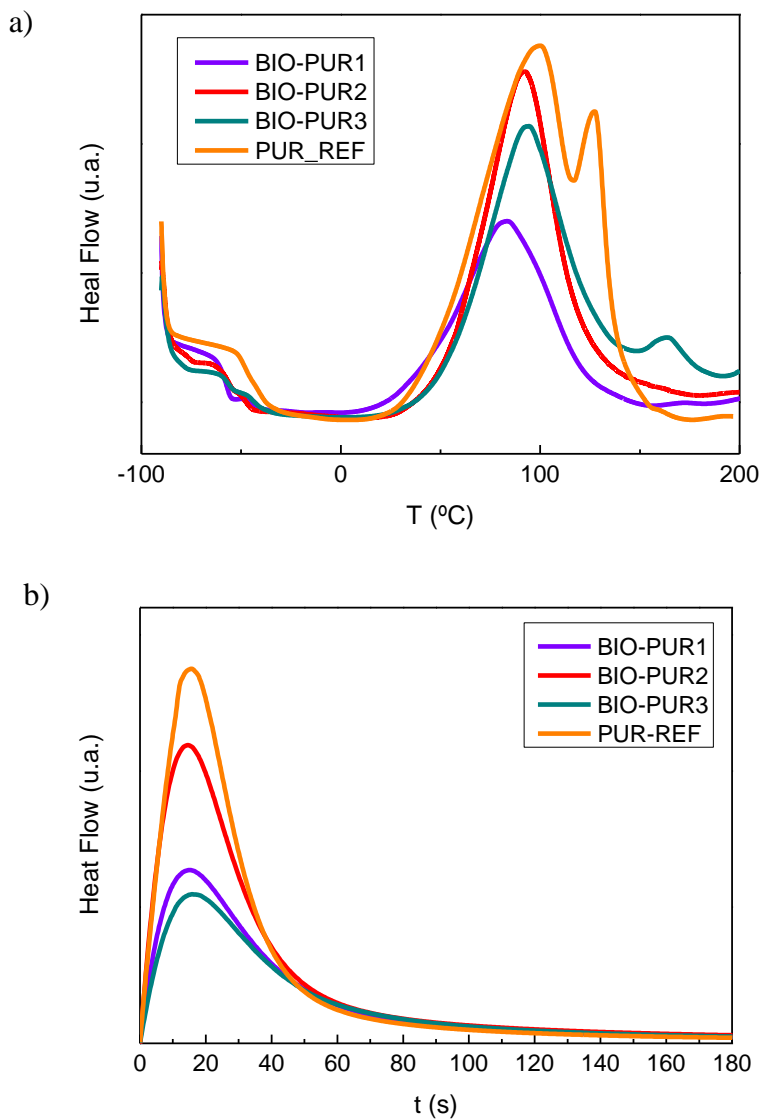 a)
BIO-PUR1
BIO-PUR2
BIO-PUR3
PUR_REF
Heal Flow (u.a.)
-100 0 100 200
T (ºC)
b)
BIO-PUR1
BIO-PUR2
BIO-PUR3
PUR-REF
Heat Flow (u.a.)
0 20 40 60 80 100 120 140 160 180
t (s)